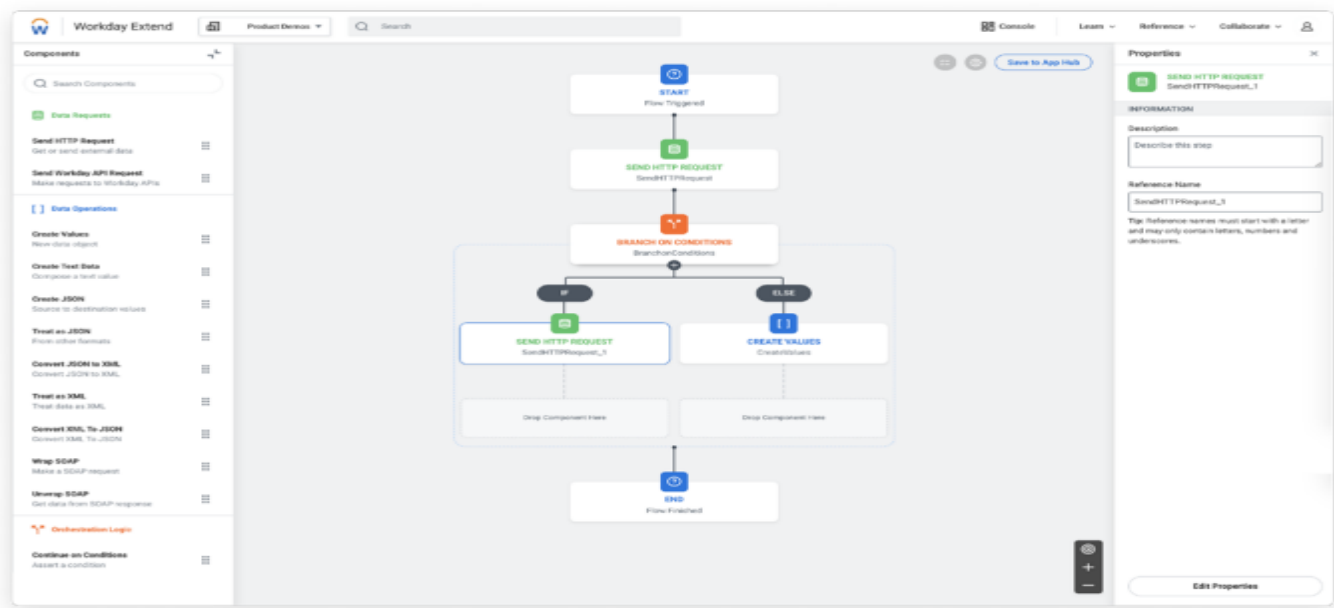 Workday Extend
Product Demos
Search
Console
Learn
Reference
Collaborate
Components
Search Components
Data Requests
Send HTTP Request
Get or send external data
Send Workday API Request
Make requests to Workday APIs
[ ] Data Operations
Create Values
New data object
Create Text Data
Compose a text value
Create JSON
Source to destination values
Treat as JSON
From other formats
Convert JSON to XML
Convert JSON to XML
Treat as XML
Treat data as XML
Convert XML To JSON
Convert XML To JSON
Wrap SOAP
Make a SOAP request
Unwrap SOAP
Get data from SOAP response
Orchestration Logic
Continue on Conditions
Assert a condition
Save to App Hub
START
Flow Triggered
SEND HTTP REQUEST
SendHTTPRequest
BRANCH ON CONDITIONS
BranchonConditions
IF
ELSE
SEND HTTP REQUEST
SendHTTPRequest_1
[ ]
CREATE VALUES
CreateValues
Drop Component Here
Drop Component Here
END
Flow Finished
Properties
SEND HTTP REQUEST
SendHTTPRequest_1
INFORMATION
Description
Describe this step
Reference Name
SendHTTPRequest_1
Tip: Reference names must start with a letter
and may only contain letters, numbers and
underscores.
Edit Properties